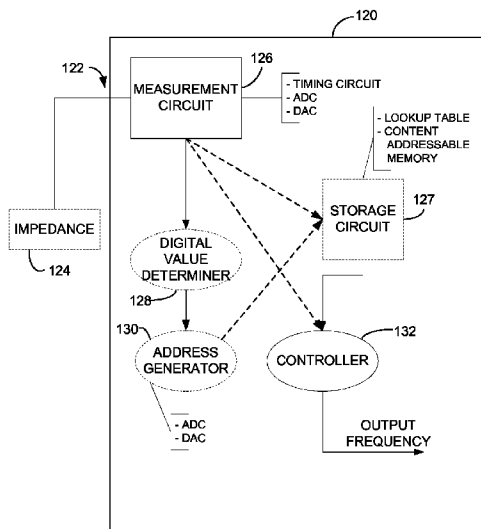 120
122
126
MEASUREMENT
CIRCUIT
- TIMING CIRCUIT
- ADC
- DAC
- LOOKUP TABLE
- CONTENT
ADDRESSABLE
MEMORY
IMPEDANCE
124
STORAGE
CIRCUIT
127
DIGITAL
VALUE
DETERMINER
128
130
ADDRESS
GENERATOR
132
CONTROLLER
- ADC
- DAC
OUTPUT
FREQUENCY